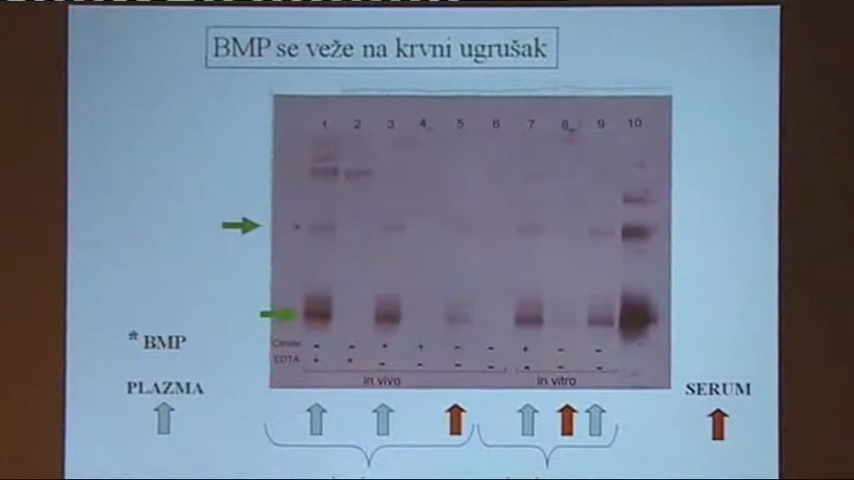 BMP se veže na krvni ugrušak
1 2 3 4 5 6 7 8 9 10
>
* BMP
Citrate - - + + - - + - -
EDTA + + - - - - - - -
in vivo in vitro
PLAZMA
SERUM